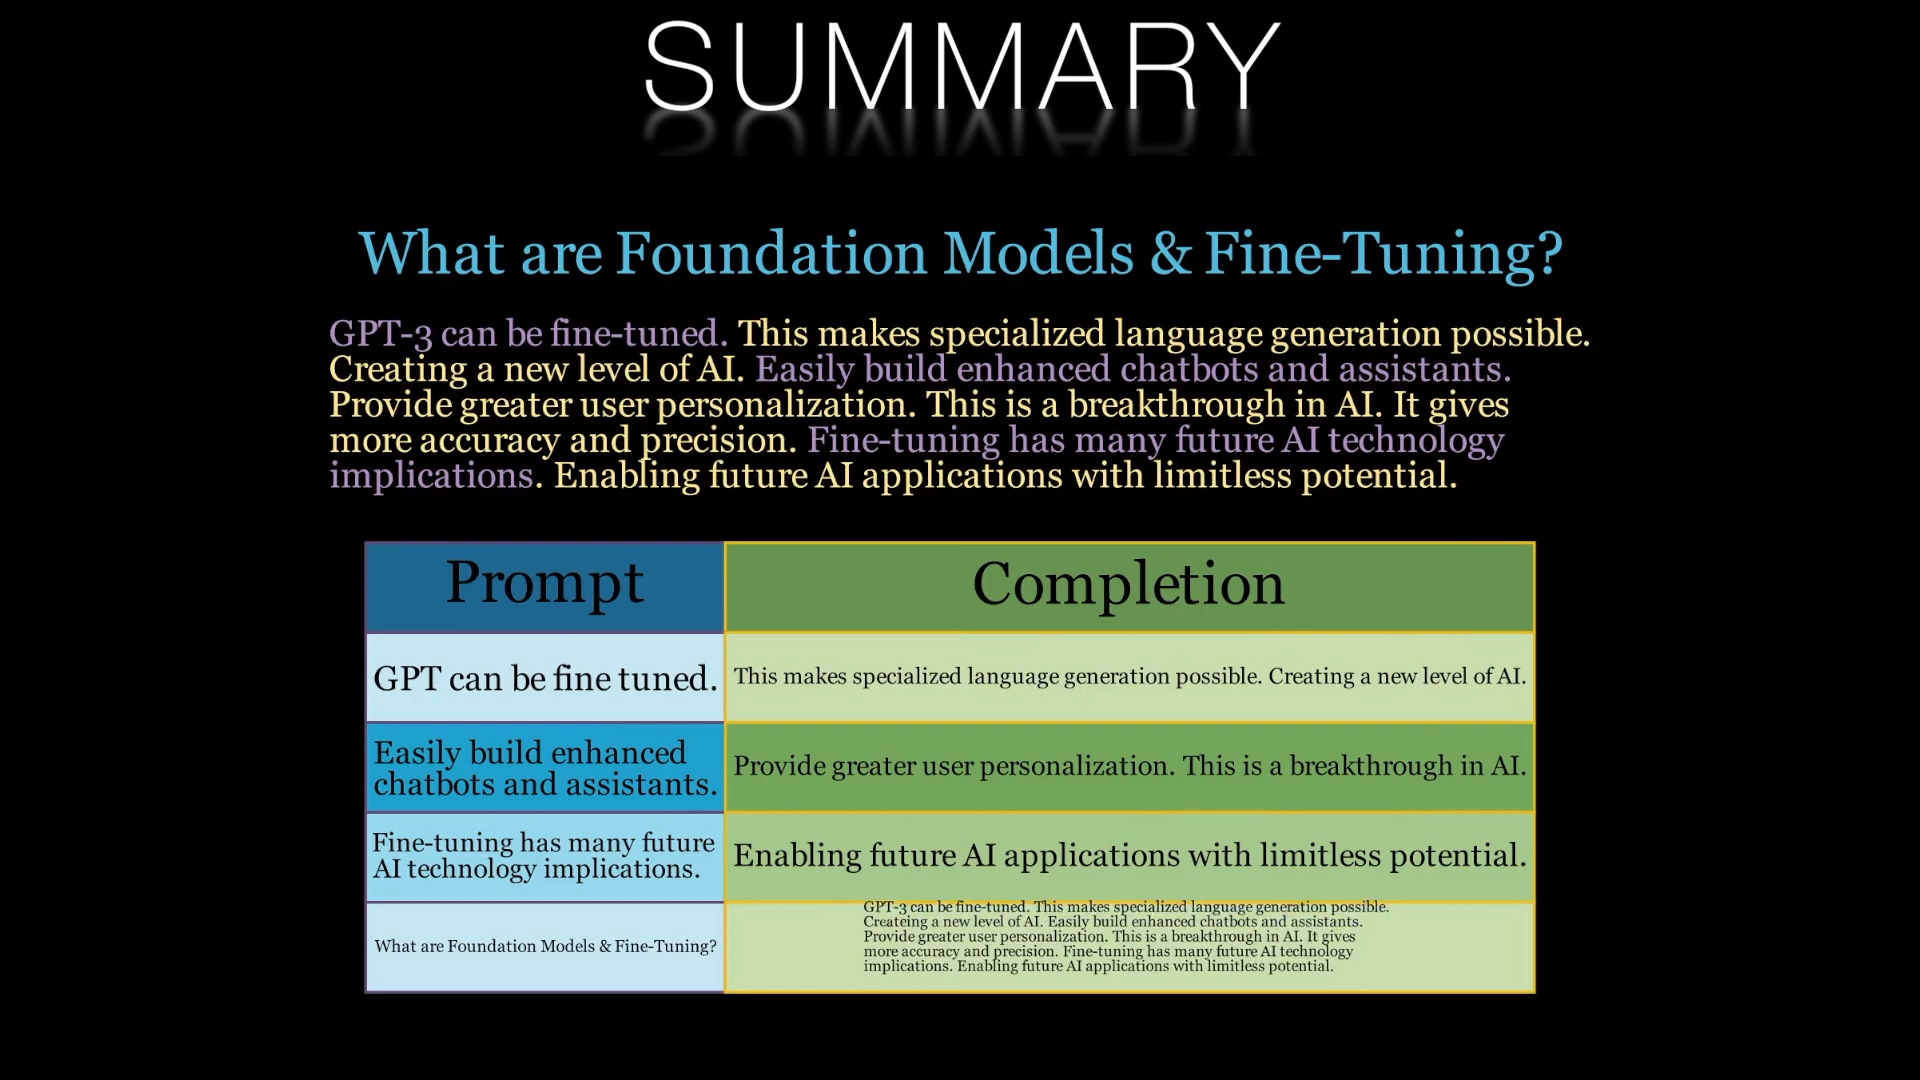 SUMMARY
What are Foundation Models & Fine-Tuning?
GPT-3 can be fine-tuned. This makes specialized language generation possible.
Creating a new level of AI. Easily build enhanced chatbots and assistants.
Provide greater user personalization. This is a breakthrough in AI. It gives
more accuracy and precision. Fine-tuning has many future AI technology
implications. Enabling future AI applications with limitless potential.
Prompt
Completion
GPT can be fine tuned.
This makes specialized language generation possible. Creating a new level of AI.
Easily build enhanced
chatbots and assistants.
Provide greater user personalization. This is a breakthrough in AI.
Fine-tuning has many future
AI technology implications.
Enabling future AI applications with limitless potential.
What are Foundation Models & Fine-Tuning?
GPT-3 can be fine-tuned. This makes specialized language generation possible.
Createing a new level of AI. Easily build enhanced chatbots and assistants.
Provide greater user personalization. This is a breakthrough in AI. It gives
more accuracy and precision. Fine-tuning has many future AI technology
implications. Enabling future AI applications with limitless potential.